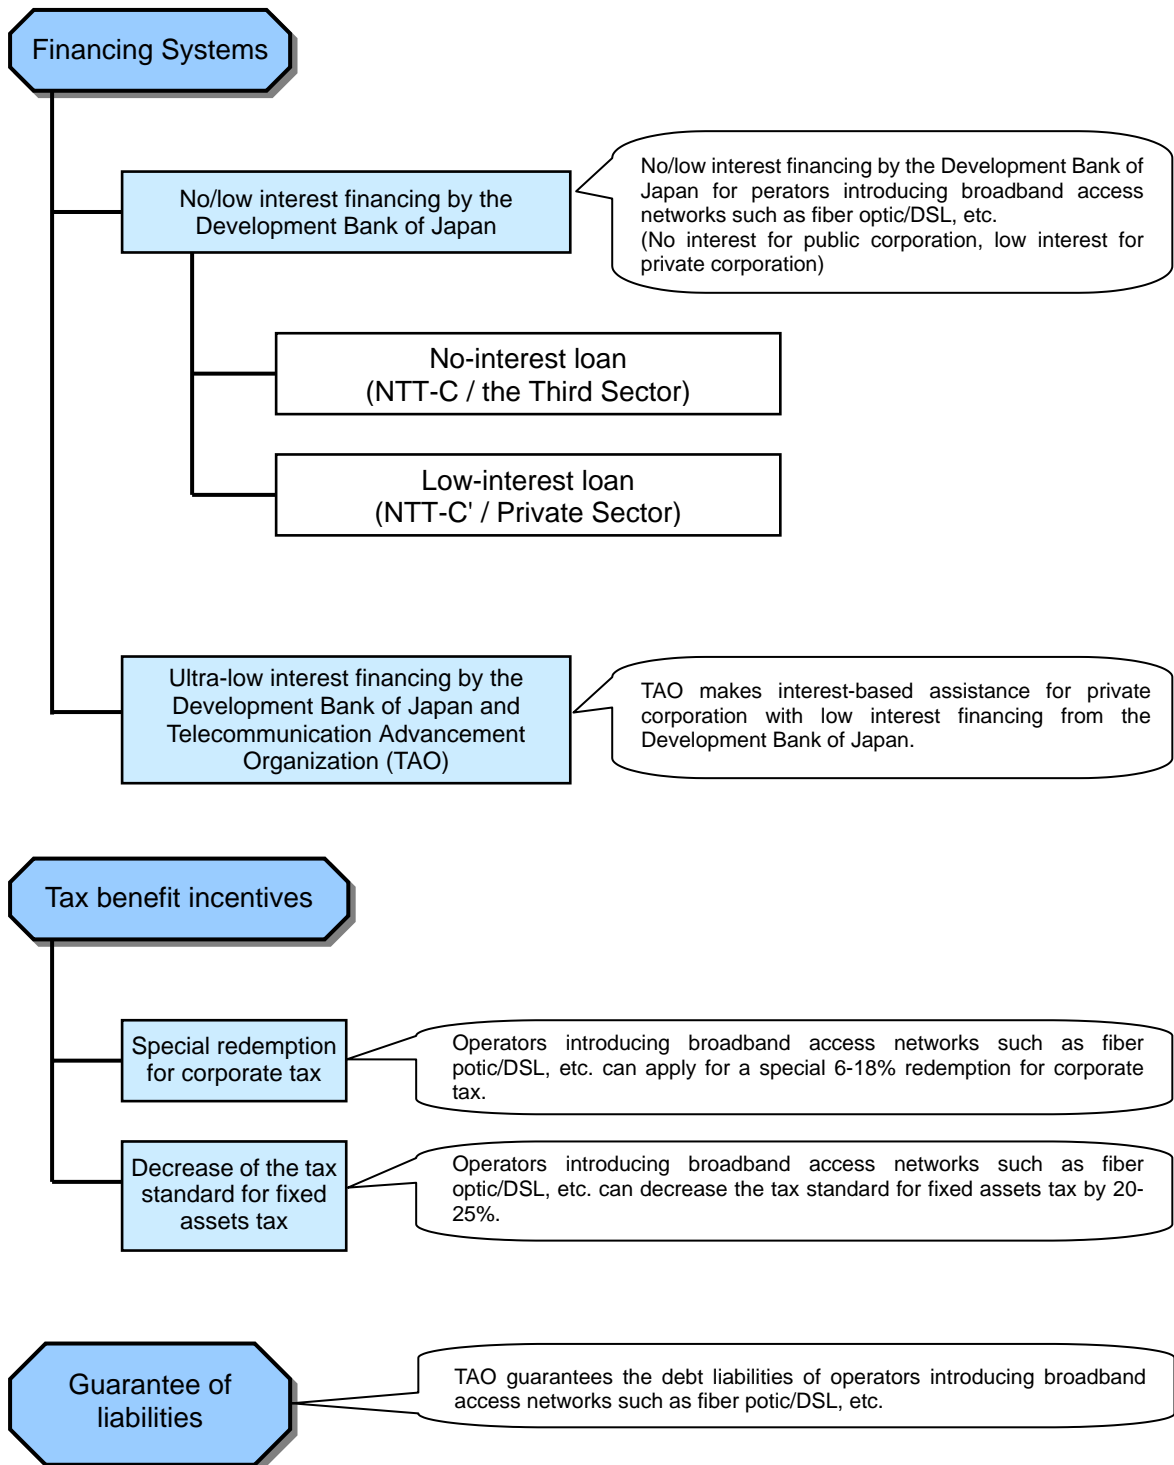 Financing Systems
No/low interest financing by the
Development Bank of Japan
No/low interest financing by the Development Bank of
Japan for perators introducing broadband access
networks such as fiber optic/DSL, etc.
(No interest for public corporation, low interest for
private corporation)
No-interest loan
(NTT-C / the Third Sector)
Low-interest loan
(NTT-C' / Private Sector)
Ultra-low interest financing by the
Development Bank of Japan and
Telecommunication Advancement
Organization (TAO)
TAO makes interest-based assistance for private
corporation with low interest financing from the
Development Bank of Japan.
Tax benefit incentives
Special redemption
for corporate tax
Operators introducing broadband access networks such as fiber
potic/DSL, etc. can apply for a special 6-18% redemption for corporate
tax.
Decrease of the tax
standard for fixed
assets tax
Operators introducing broadband access networks such as fiber
optic/DSL, etc. can decrease the tax standard for fixed assets tax by 20-
25%.
Guarantee of
liabilities
TAO guarantees the debt liabilities of operators introducing broadband
access networks such as fiber potic/DSL, etc.